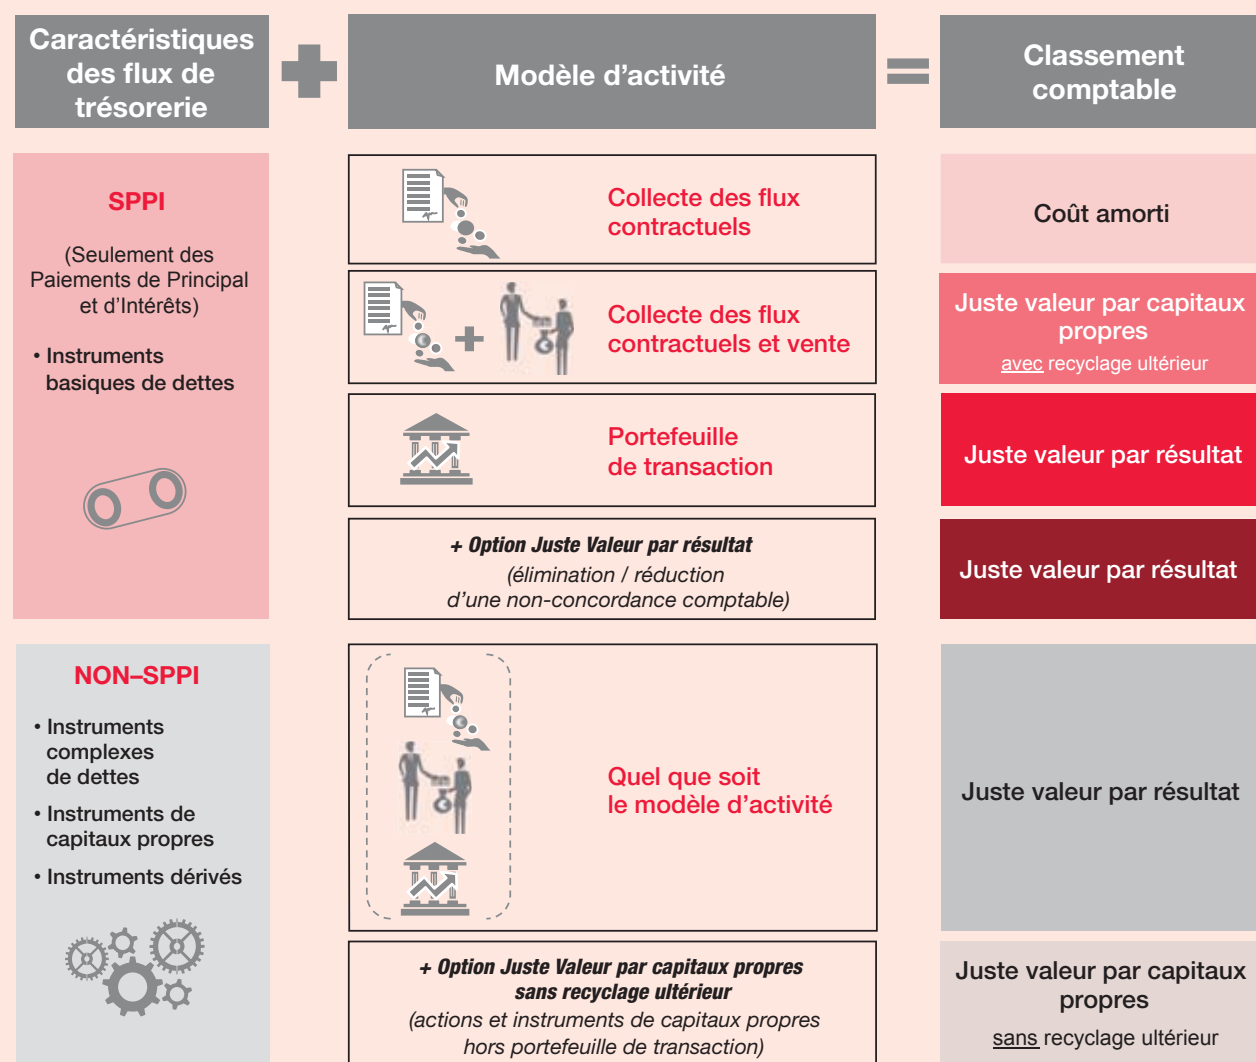 Caractéristiques
des flux de
trésorerie
Modèle d'activité
Classement
comptable
SPPI
(Seulement des
Paiements de Principal
et d'Intérêts)
• Instruments
basiques de dettes
Collecte des flux
contractuels
Coût amorti
Collecte des flux
contractuels et vente
Juste valeur par capitaux
propres
avec recyclage ultérieur
Portefeuille
de transaction
Juste valeur par résultat
+ Option Juste Valeur par résultat
(élimination / réduction
d'une non-concordance comptable)
Juste valeur par résultat
NON–SPPI
• Instruments
complexes
de dettes
• Instruments de
capitaux propres
• Instruments dérivés
Quel que soit
le modèle d'activité
Juste valeur par résultat
+ Option Juste Valeur par capitaux propres
sans recyclage ultérieur
(actions et instruments de capitaux propres
hors portefeuille de transaction)
Juste valeur par capitaux
propres
sans recyclage ultérieur